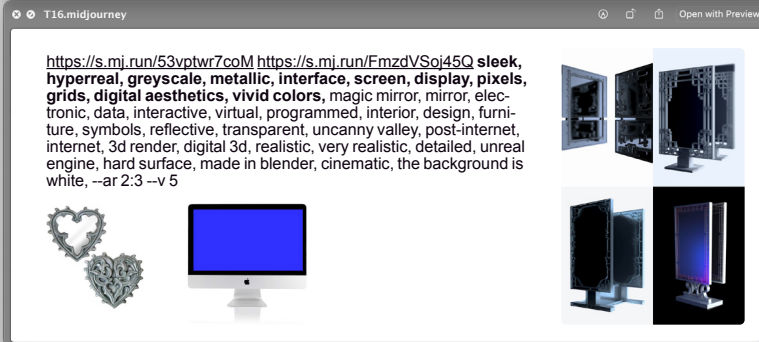 T16.midjourney
Open with Preview
https://s.mj.run/53vptwr7coM https://s.mj.run/FmzdVSoj45Q sleek,
hyperreal, greyscale, metallic, interface, screen, display, pixels,
grids, digital aesthetics, vivid colors, magic mirror, mirror, elec-
tronic, data, interactive, virtual, programmed, interior, design, furni-
ture, symbols, reflective, transparent, uncanny valley, post-internet,
internet, 3d render, digital 3d, realistic, very realistic, detailed, unreal
engine, hard surface, made in blender, cinematic, the background is
white, --ar 2:3 --v 5